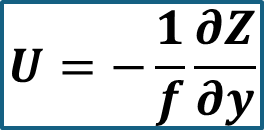 U = − 1/f ∂Z/∂y